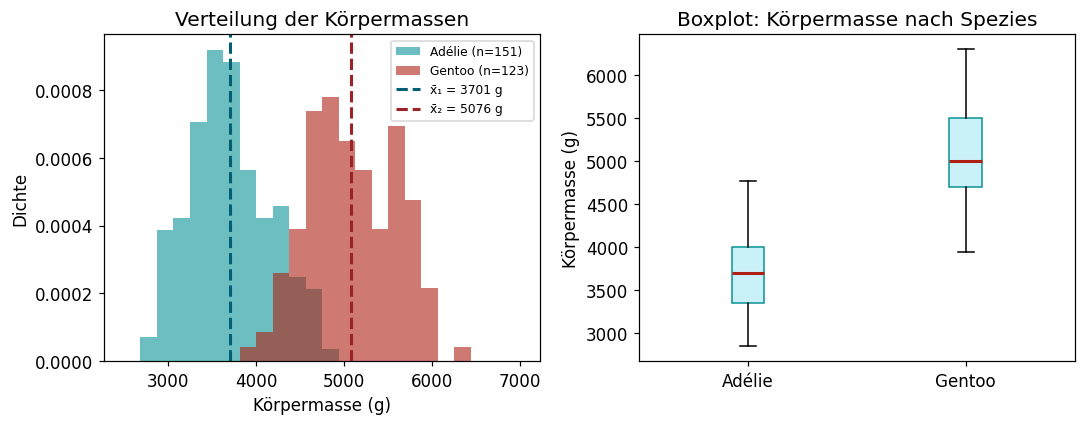 Verteilung der Körpermassen
Dichte
0.0008
0.0006
0.0004
0.0002
0.0000
3000 4000 5000 6000 7000
Körpermasse (g)
Adélie (n=151)
Gentoo (n=123)
x̄₁ = 3701 g
x̄₂ = 5076 g
Boxplot: Körpermasse nach Spezies
Körpermasse (g)
6000
5500
5000
4500
4000
3500
3000
Adélie Gentoo